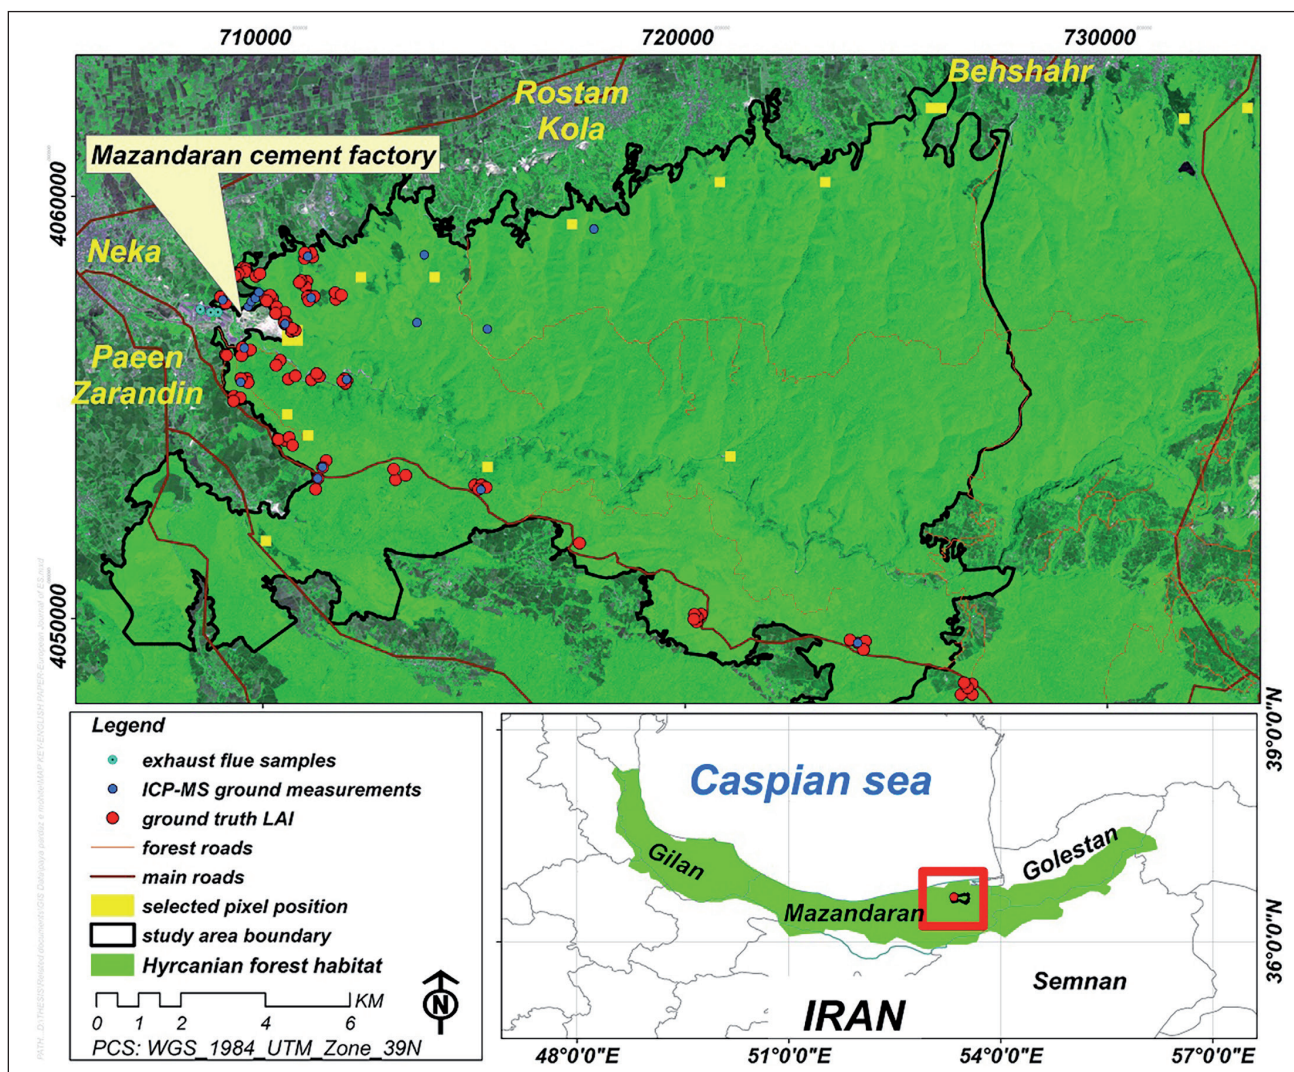 710000
720000
730000
Behshahr
Rostam
Kola
Mazandaran cement factory
4060000
Neka
Paeen
Zarandin
4050000
Legend
exhaust flue samples
ICP-MS ground measurements
ground truth LAI
forest roads
main roads
selected pixel position
study area boundary
Hyrcanian forest habitat
KM
0 1 2 4 6
N
PCS: WGS_1984_UTM_Zone_39N
Caspian sea
Gilan
Mazandaran
Golestan
Semnan
IRAN
39°0'0"N
36°0'0"N
48°0'0"E
51°0'0"E
54°0'0"E
57°0'0"E